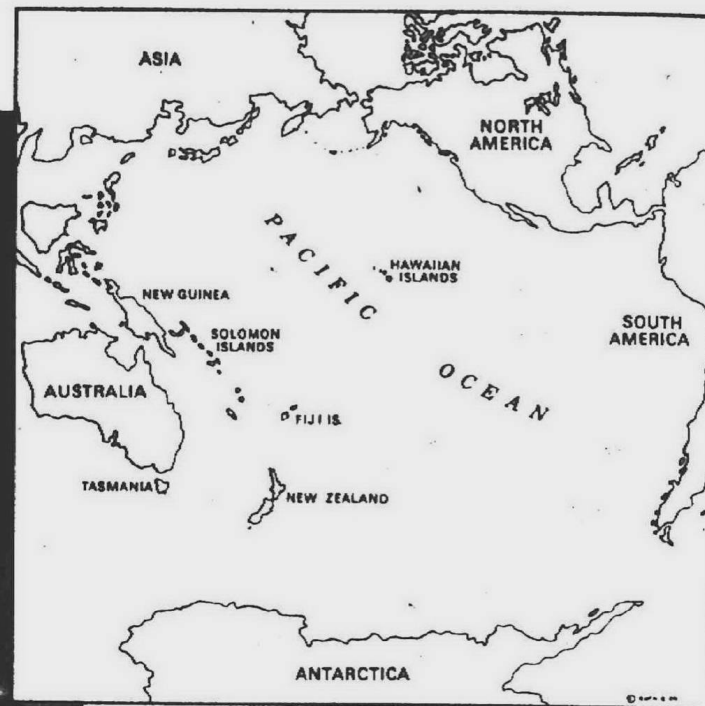 ASIA
NORTH
AMERICA
PACIFIC
HAWAIIAN
ISLANDS
NEW GUINEA
SOLOMON
ISLANDS
SOUTH
AMERICA
OCEAN
AUSTRALIA
FIJI IS.
TASMANIA
NEW ZEALAND
ANTARCTICA